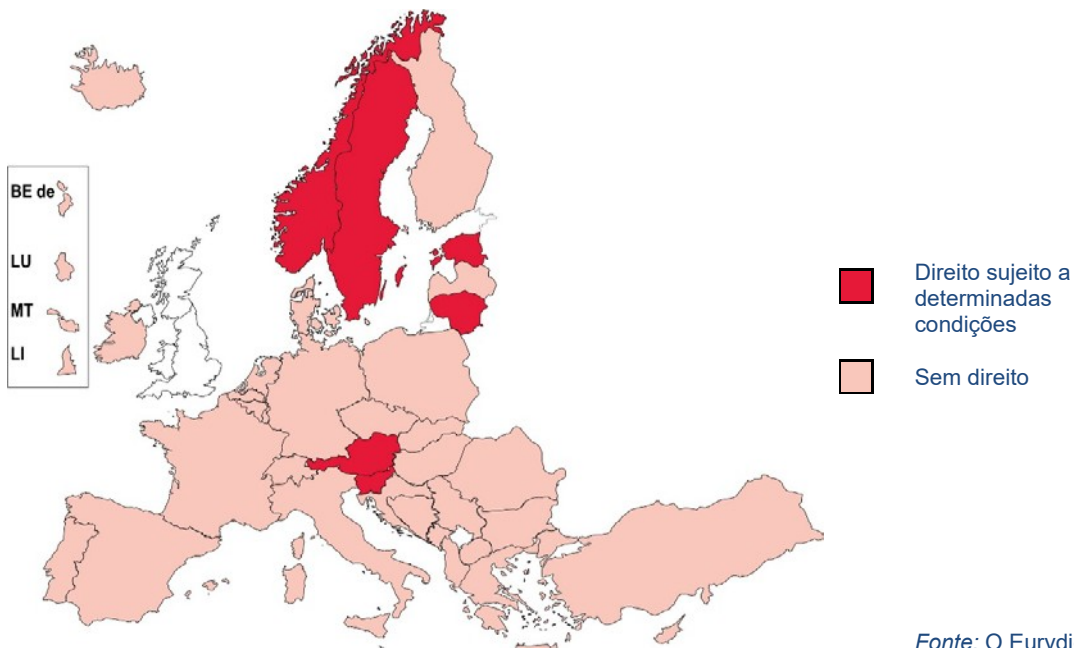 BE de
LU
MT
LI
Direito sujeito a
determinadas
condições
Sem direito
Fonte: O Eurydi